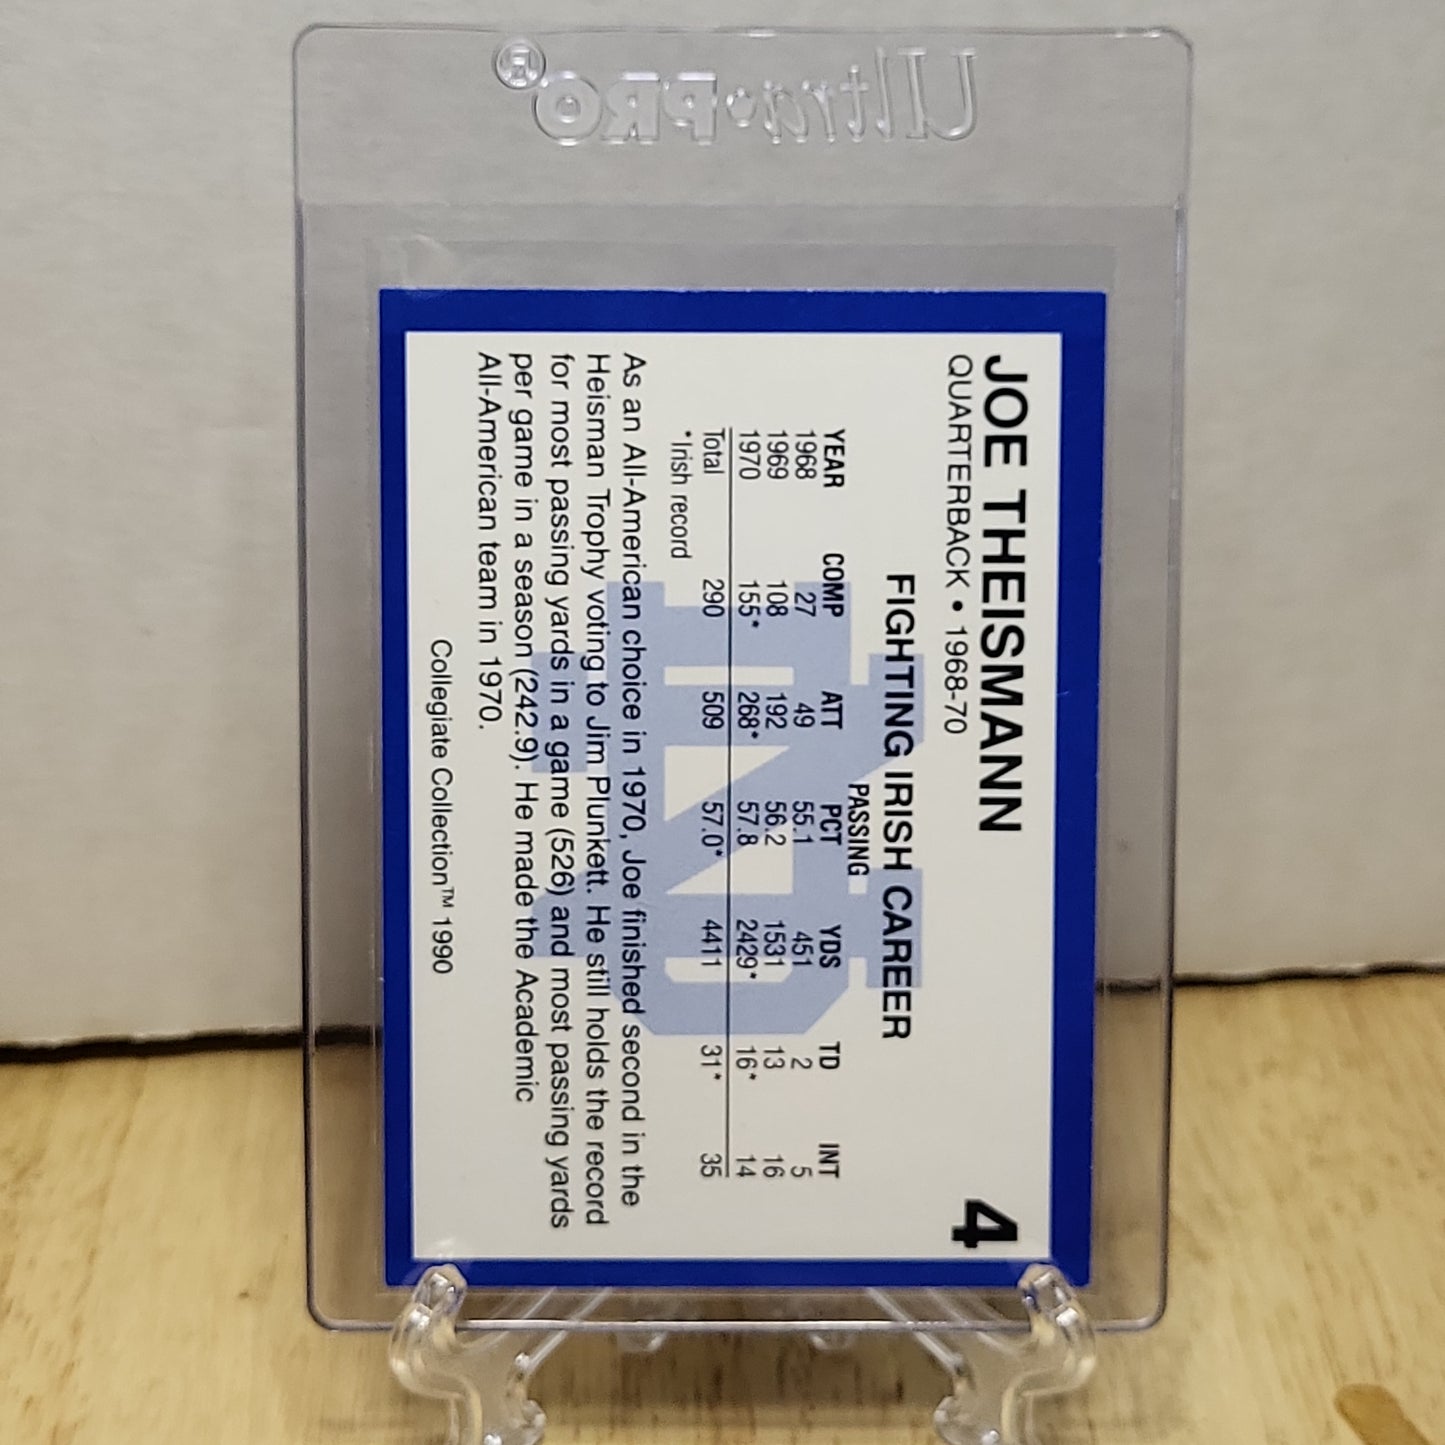 Ultra•PRO®
JOE THEISMANN
4
QUARTERBACK • 1968-70
FIGHTING IRISH CAREER
PASSING
YEAR COMP ATT PCT YDS TD INT
1968 27 49 55.1 451 2 5
1969 108 192 56.2 1531 13 16
1970 155* 268* 57.8 2429* 16* 14
Total 290 509 57.0* 4411 31* 35
*Irish record
As an All-American choice in 1970, Joe finished second in the
Heisman Trophy voting to Jim Plunkett. He still holds the record
for most passing yards in a game (526) and most passing yards
per game in a season (242.9). He made the Academic
All-American team in 1970.
Collegiate Collection™ 1990